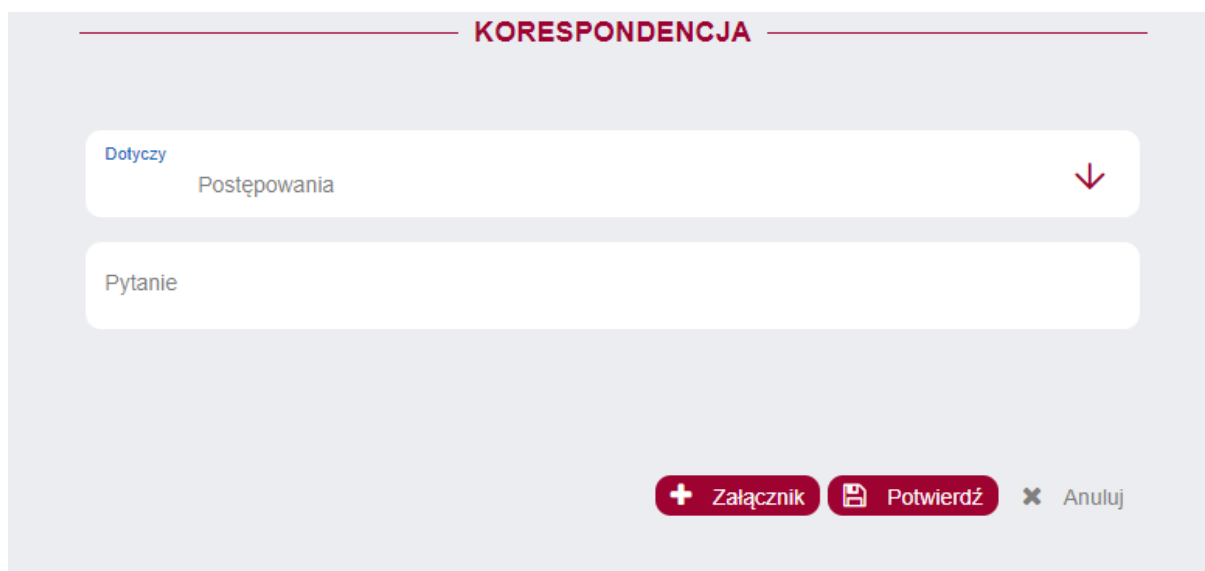 KORESPONDENCJA
Dotyczy
Postępowania
Pytanie
Załącznik Potwierdź Anuluj